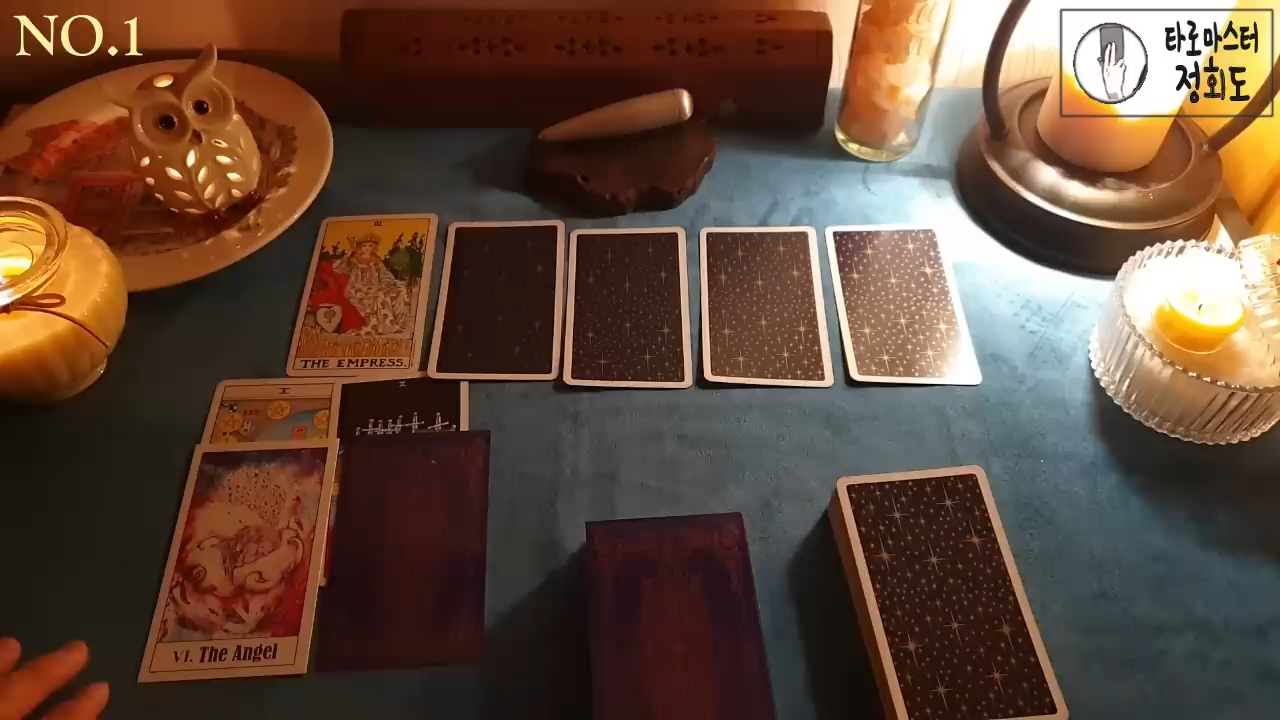 NO.1
타로마스터
정회도
III
THE EMPRESS.
X
VI. The Angel